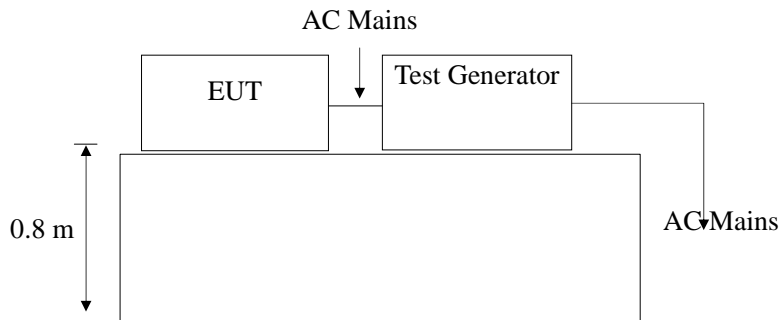 AC Mains
EUT
Test Generator
0.8 m
AC Mains